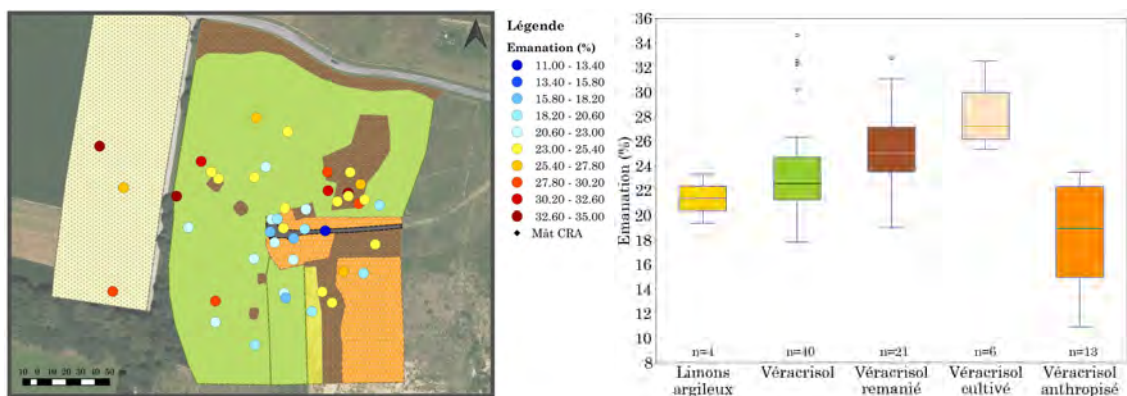 Légende
Emanation (%)
11.00 - 13.40
13.40 - 15.80
15.80 - 18.20
18.20 - 20.60
20.60 - 23.00
23.00 - 25.40
25.40 - 27.80
27.80 - 30.20
30.20 - 32.60
32.60 - 35.00
Mât CRA
10 0 10 20 30 40 50 m
Emanation (%)
36
34
32
30
28
26
24
22
20
18
16
14
12
10
8
n=4 n=40 n=21 n=6 n=13
Limons Véracrisol Véracrisol Véracrisol Véracrisol
argileux remanié cultivé anthropisé